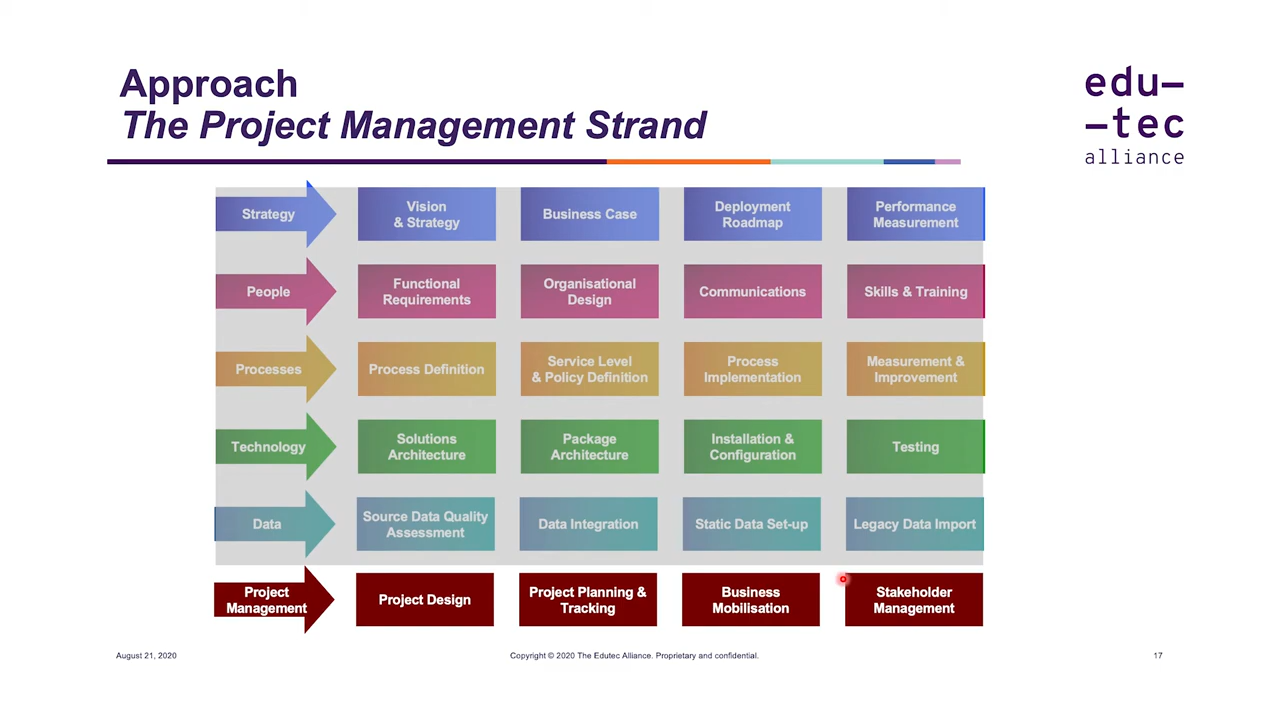 Approach
The Project Management Strand
edu–
–tec
alliance
Strategy
Vision
& Strategy
Business Case
Deployment
Roadmap
Performance
Measurement
People
Functional
Requirements
Organisational
Design
Communications
Skills & Training
Processes
Process Definition
Service Level
& Policy Definition
Process
Implementation
Measurement &
Improvement
Technology
Solutions
Architecture
Package
Architecture
Installation &
Configuration
Testing
Data
Source Data Quality
Assessment
Data Integration
Static Data Set-up
Legacy Data Import
Project
Management
Project Design
Project Planning &
Tracking
Business
Mobilisation
Stakeholder
Management
August 21, 2020
Copyright © 2020 The Edutec Alliance. Proprietary and confidential.
17